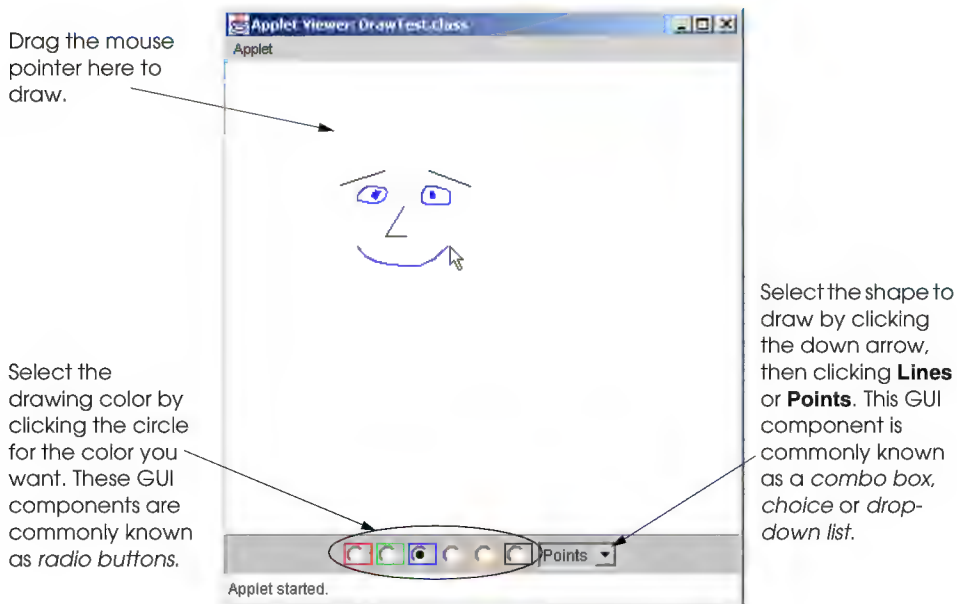 Applet Viewer: DrawTest.class
Applet
Drag the mouse
pointer here to
draw.
Select the shape to
draw by clicking
the down arrow,
then clicking Lines
or Points. This GUI
component is
commonly known
as a combo box,
choice or drop-
down list.
Select the
drawing color by
clicking the circle
for the color you
want. These GUI
components are
commonly known
as radio buttons.
Points
Applet started.